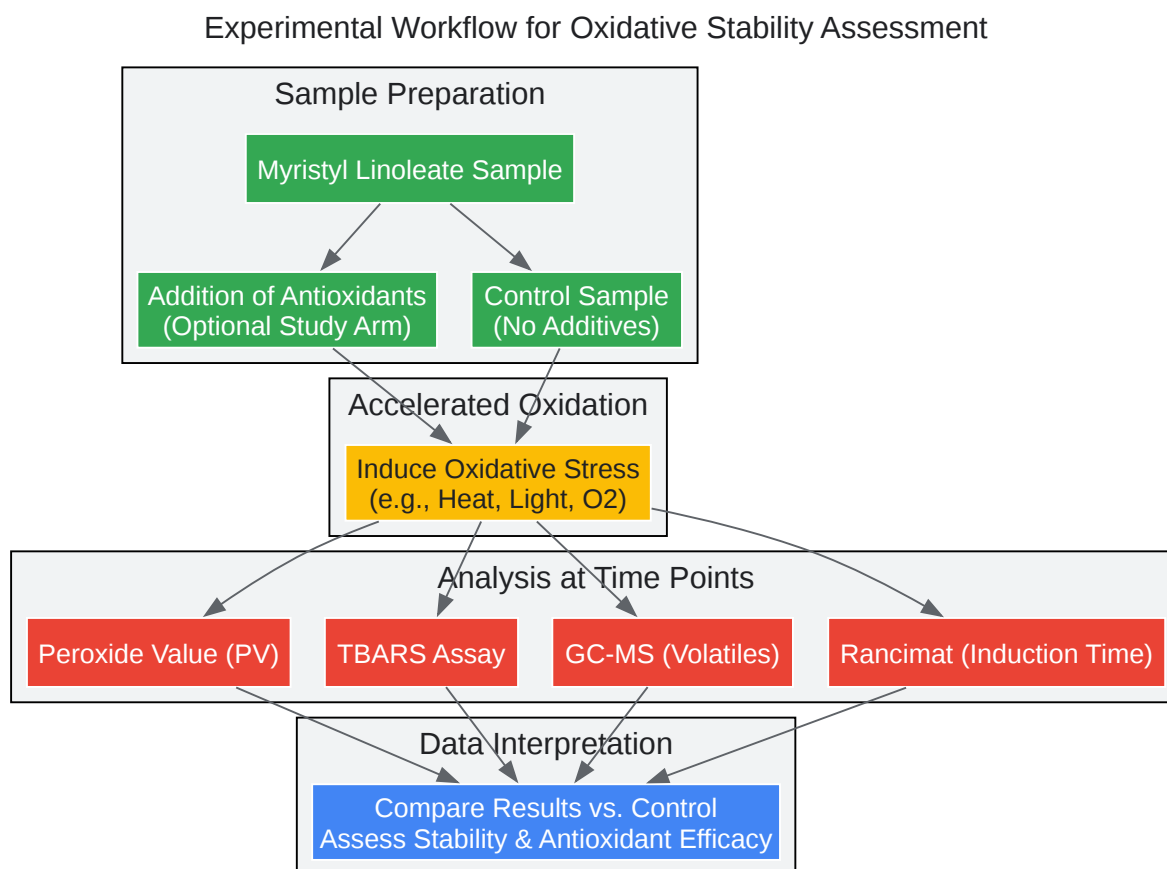 Experimental Workflow for Oxidative Stability Assessment
Sample Preparation
Myristyl Linoleate Sample
Addition of Antioxidants
(Optional Study Arm)
Control Sample
(No Additives)
Accelerated Oxidation
Induce Oxidative Stress
(e.g., Heat, Light, O2)
Analysis at Time Points
Peroxide Value (PV)
TBARS Assay
GC-MS (Volatiles)
Rancimat (Induction Time)
Data Interpretation
Compare Results vs. Control
Assess Stability & Antioxidant Efficacy